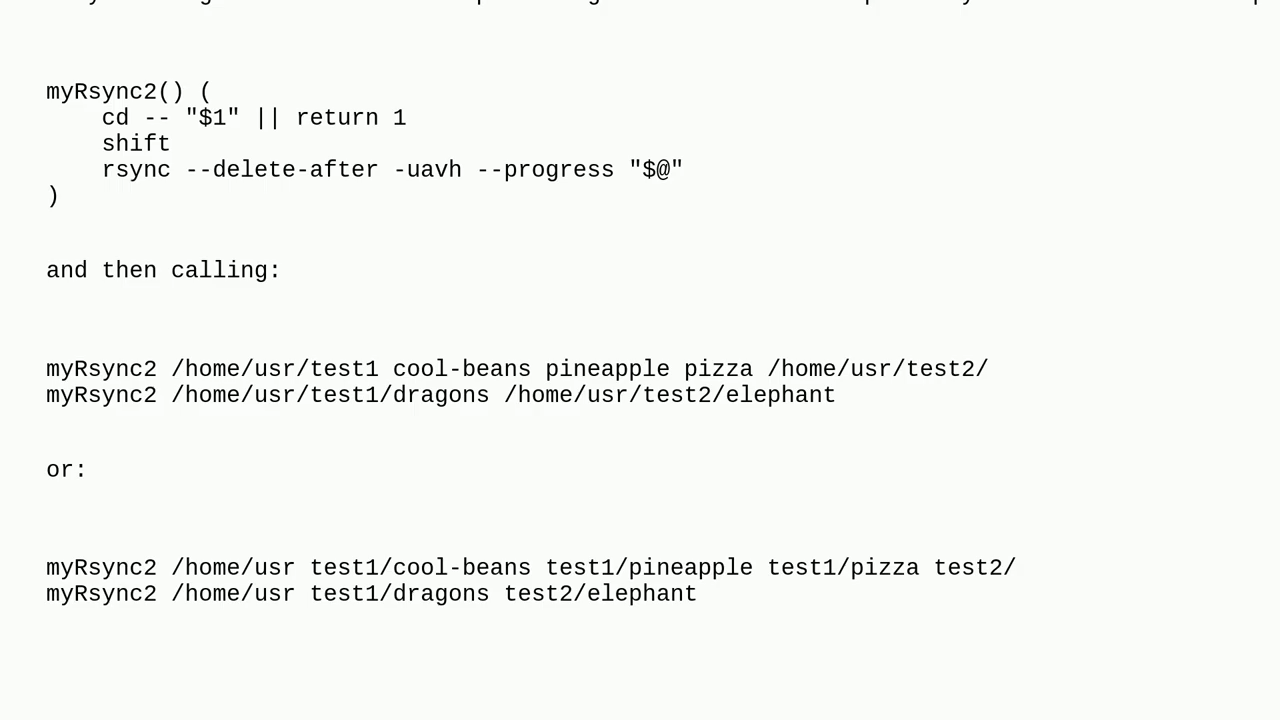 myRsync2() (
    cd -- "$1" || return 1
    shift
    rsync --delete-after -uavh --progress "$@"
)
and then calling:
myRsync2 /home/usr/test1 cool-beans pineapple pizza /home/usr/test2/
myRsync2 /home/usr/test1/dragons /home/usr/test2/elephant
or:
myRsync2 /home/usr test1/cool-beans test1/pineapple test1/pizza test2/
myRsync2 /home/usr test1/dragons test2/elephant